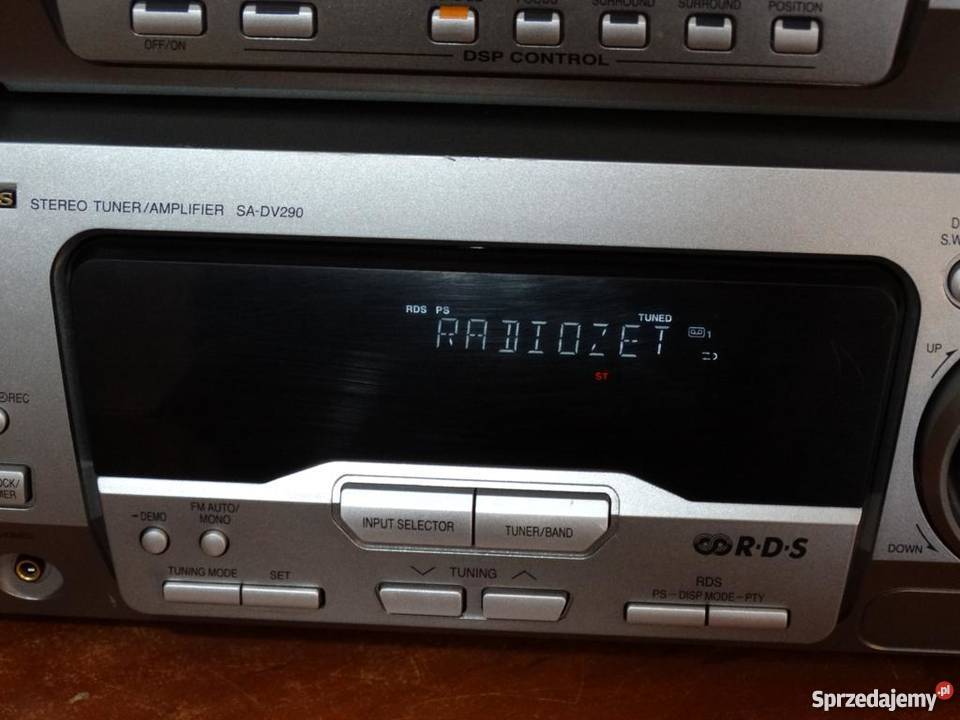 OFF/ON
SURROUND SURROUND POSITION
DSP CONTROL
STEREO TUNER/AMPLIFIER SA-DV290
RDS PS TUNED
RADIOZET
1
ST
UP
REC
DOWN
FM AUTO/
MONO
– DEMO
INPUT SELECTOR
TUNER/BAND
R·D·S
TUNING MODE SET
TUNING
RDS
PS – DISP MODE – PTY
Sprzedajemy.pl